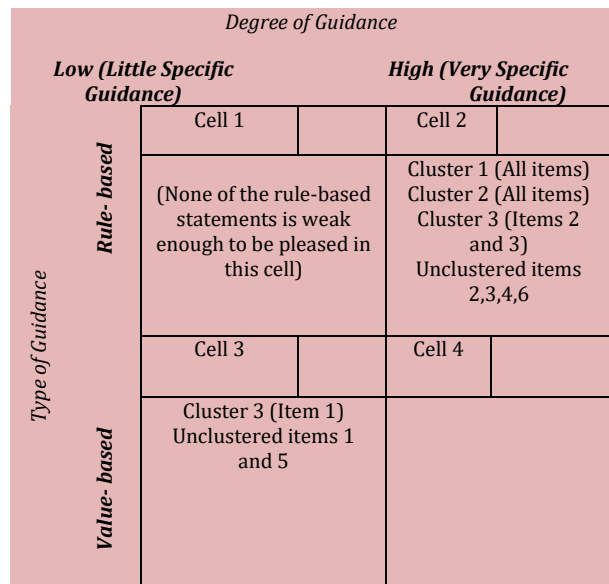 Degree of Guidance
Low (Little Specific Guidance)
High (Very Specific Guidance)
Type of Guidance
Rule- based
Cell 1
Cell 2
(None of the rule-based
statements is weak
enough to be pleased in
this cell)
Cluster 1 (All items)
Cluster 2 (All items)
Cluster 3 (Items 2
and 3)
Unclustered items
2,3,4,6
Value- based
Cell 3
Cell 4
Cluster 3 (Item 1)
Unclustered items 1
and 5